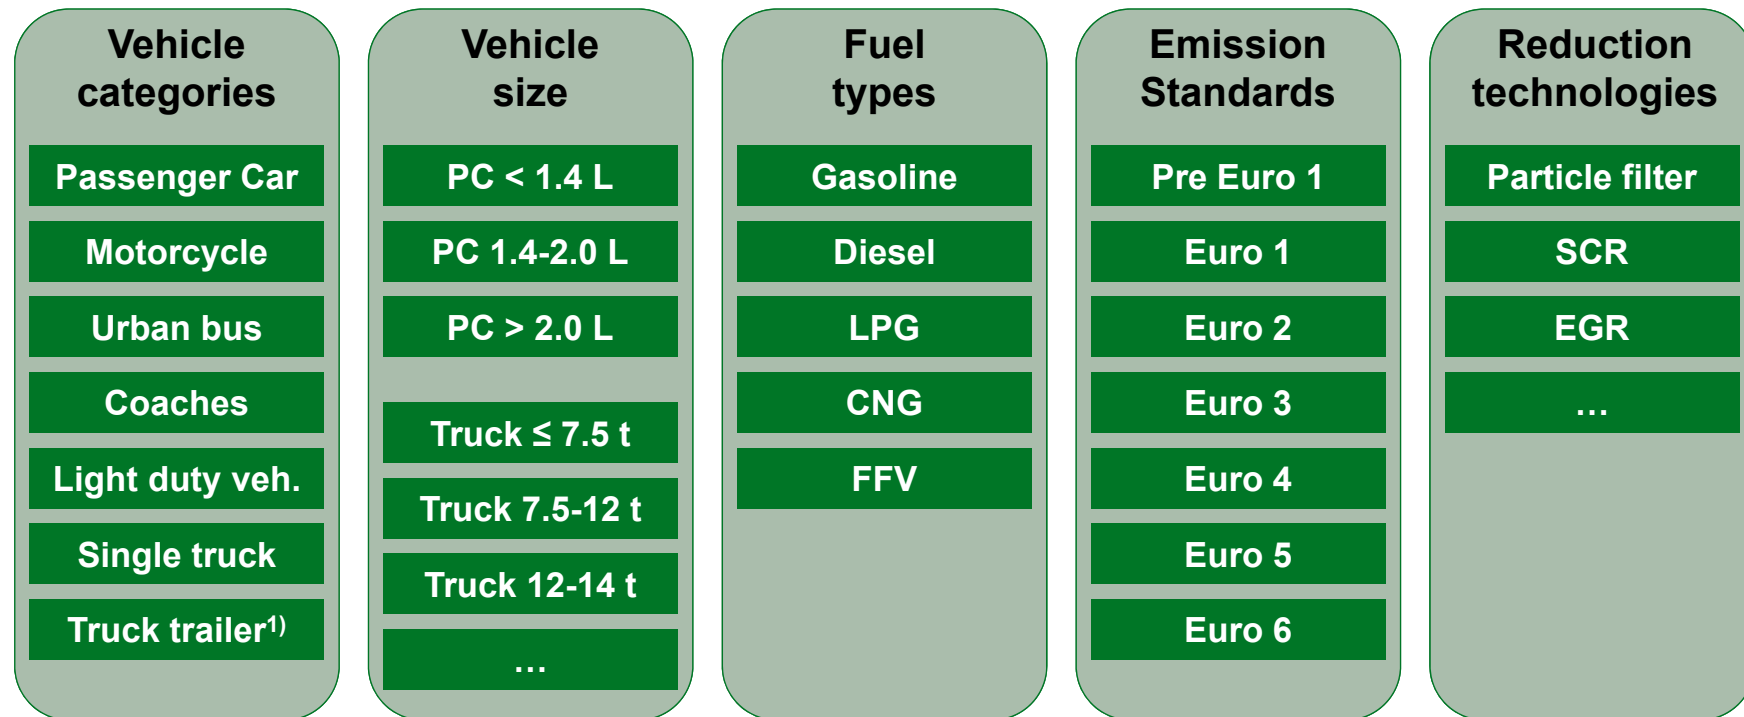 Vehicle
categories
Passenger Car
Motorcycle
Urban bus
Coaches
Light duty veh.
Single truck
Truck trailer1)
Vehicle
size
PC < 1.4 L
PC 1.4-2.0 L
PC > 2.0 L
Truck ≤ 7.5 t
Truck 7.5-12 t
Truck 12-14 t
…
Fuel
types
Gasoline
Diesel
LPG
CNG
FFV
Emission
Standards
Pre Euro 1
Euro 1
Euro 2
Euro 3
Euro 4
Euro 5
Euro 6
Reduction
technologies
Particle filter
SCR
EGR
…